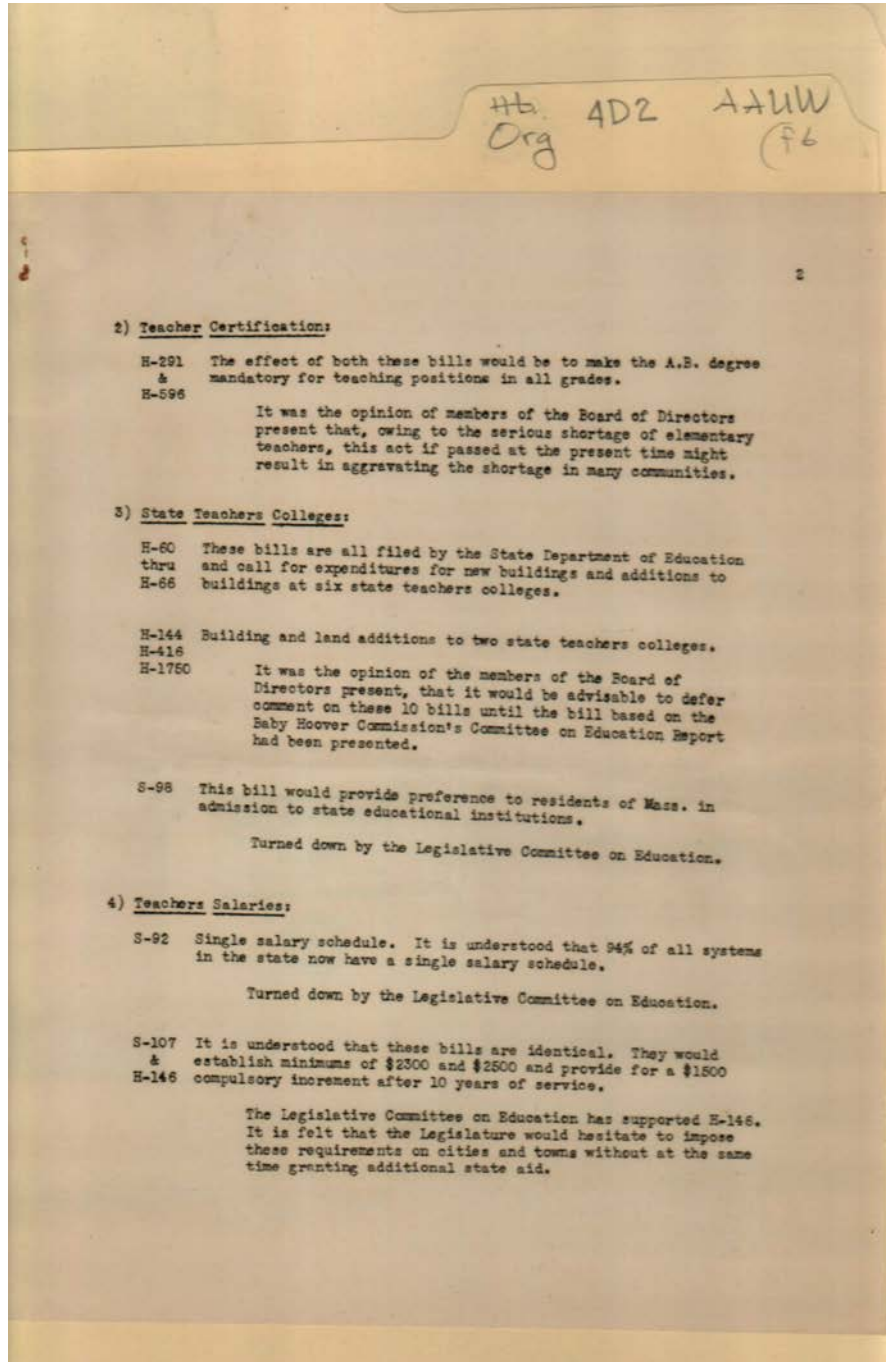 Hb. 4D2 AAUW
Org (f6
2
2) Teacher Certification:
H-291 The effect of both these bills would be to make the A.B. degree
& mandatory for teaching positions in all grades.
H-596
It was the opinion of members of the Board of Directors
present that, owing to the serious shortage of elementary
teachers, this act if passed at the present time might
result in aggravating the shortage in many communities.
3) State Teachers Colleges:
H-60 These bills are all filed by the State Department of Education
thru and call for expenditures for new buildings and additions to
H-66 buildings at six state teachers colleges.
H-144 Building and land additions to two state teachers colleges.
H-416
H-1750 It was the opinion of the members of the Board of
Directors present, that it would be advisable to defer
comment on these 10 bills until the bill based on the
Baby Hoover Commission's Committee on Education Report
had been presented.
S-98 This bill would provide preference to residents of Mass. in
admission to state educational institutions.
Turned down by the Legislative Committee on Education.
4) Teachers Salaries:
S-92 Single salary schedule. It is understood that 94% of all systems
in the state now have a single salary schedule.
Turned down by the Legislative Committee on Education.
S-107 It is understood that these bills are identical. They would
& establish minimums of $2300 and $2500 and provide for a $1500
H-146 compulsory increment after 10 years of service.
The Legislative Committee on Education has supported H-146.
It is felt that the Legislature would hesitate to impose
these requirements on cities and towns without at the same
time granting additional state aid.